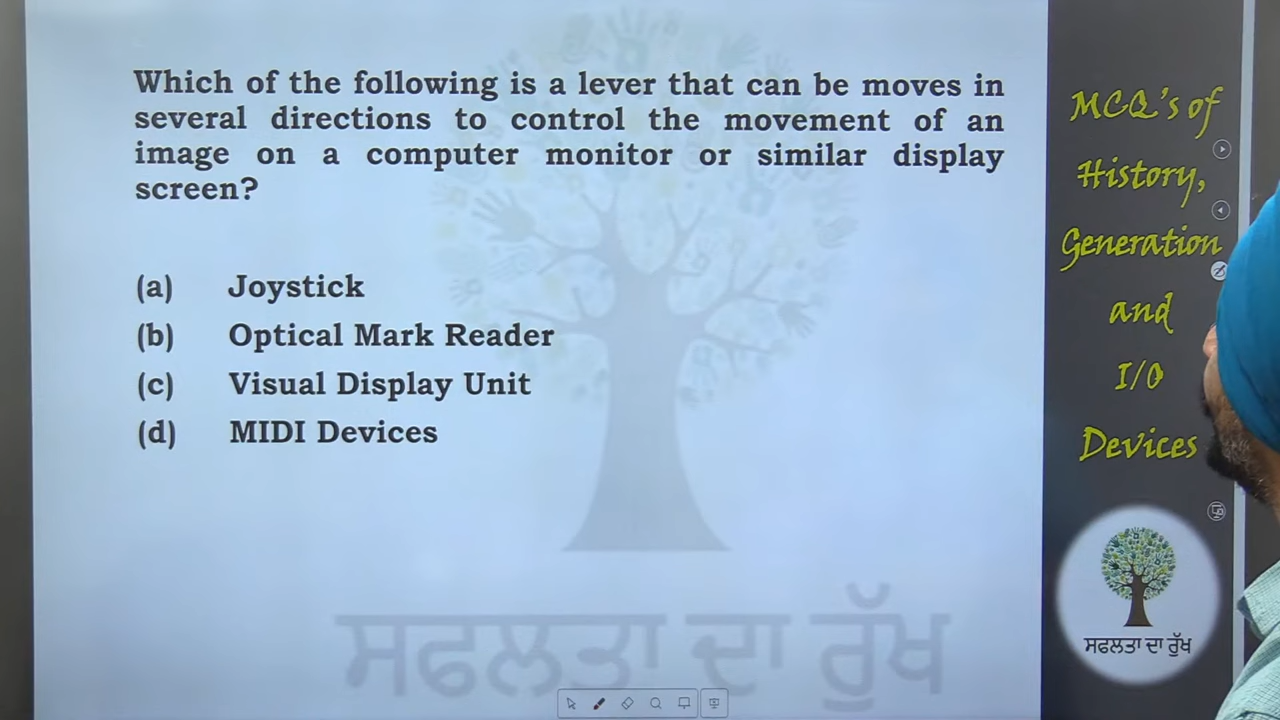 Which of the following is a lever that can be moves in
several directions to control the movement of an
image on a computer monitor or similar display
screen?
(a) Joystick
(b) Optical Mark Reader
(c) Visual Display Unit
(d) MIDI Devices
ਸਫਲਤਾ ਦਾ ਰੁੱਖ
MCQ's of
History,
Generation
and
I/O
Devices
ਸਫਲਤਾ ਦਾ ਰੁੱਖ